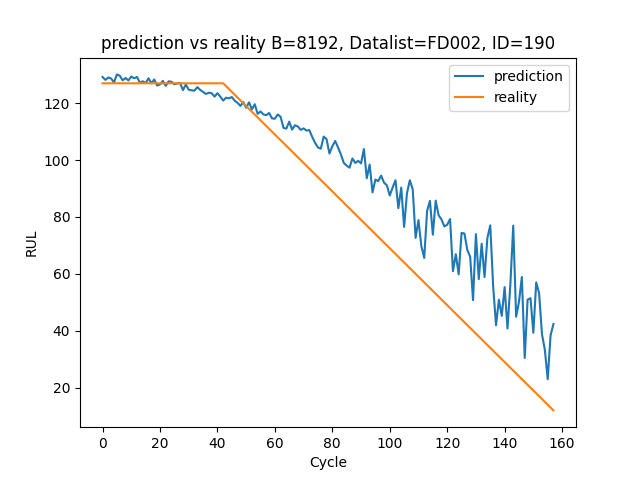 prediction vs reality B=8192, Datalist=FD002, ID=190
prediction
reality
RUL
120
100
80
60
40
20
0 20 40 60 80 100 120 140 160
Cycle